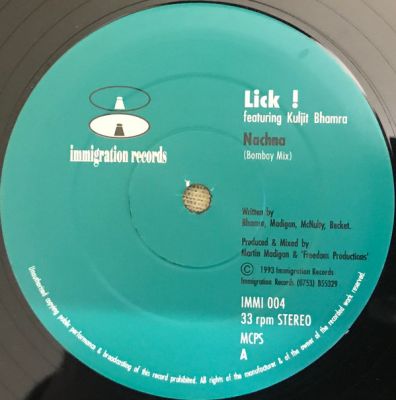 Lick !
featuring Kuljit Bhamra
Nachna
(Bombay Mix)
immigration records
Written by
Bhamra, Madigan, McNulty, Becket.
Produced & Mixed by
Martin Madigan & 'Freedom Productions'
© 1993 Immigration Records
Immigration Records (0753) 855329
IMMI 004
33 rpm STEREO
MCPS
A
Unauthorised copying public performance & broadcasting of this record prohibited. All rights of the manufacturer & of the owner of the recorded work reserved.